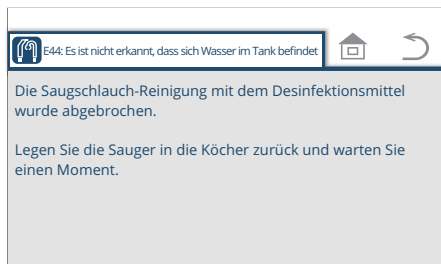 E44: Es ist nicht erkannt, dass sich Wasser im Tank befindet
Die Saugschlauch-Reinigung mit dem Desinfektionsmittel
wurde abgebrochen.
Legen Sie die Sauger in die Köcher zurück und warten Sie
einen Moment.